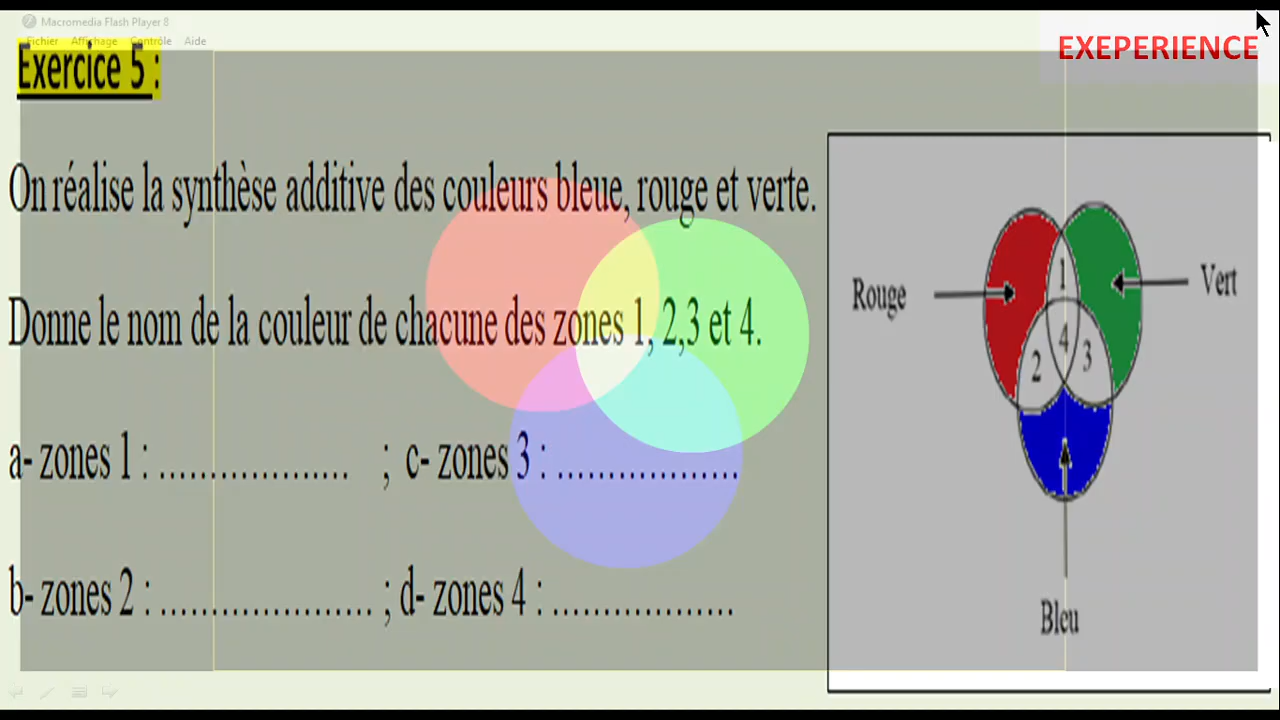 Macromedia Flash Player 8
Fichier Affichage Contrôle Aide
EXEPERIENCE
Exercice 5 :
On réalise la synthèse additive des couleurs bleue, rouge et verte.
Donne le nom de la couleur de chacune des zones 1, 2,3 et 4.
a- zones 1 : ................... ; c- zones 3 : ..................
b- zones 2 : ..................... ; d- zones 4 : ..................
Rouge
Vert
1
2
4
3
Bleu